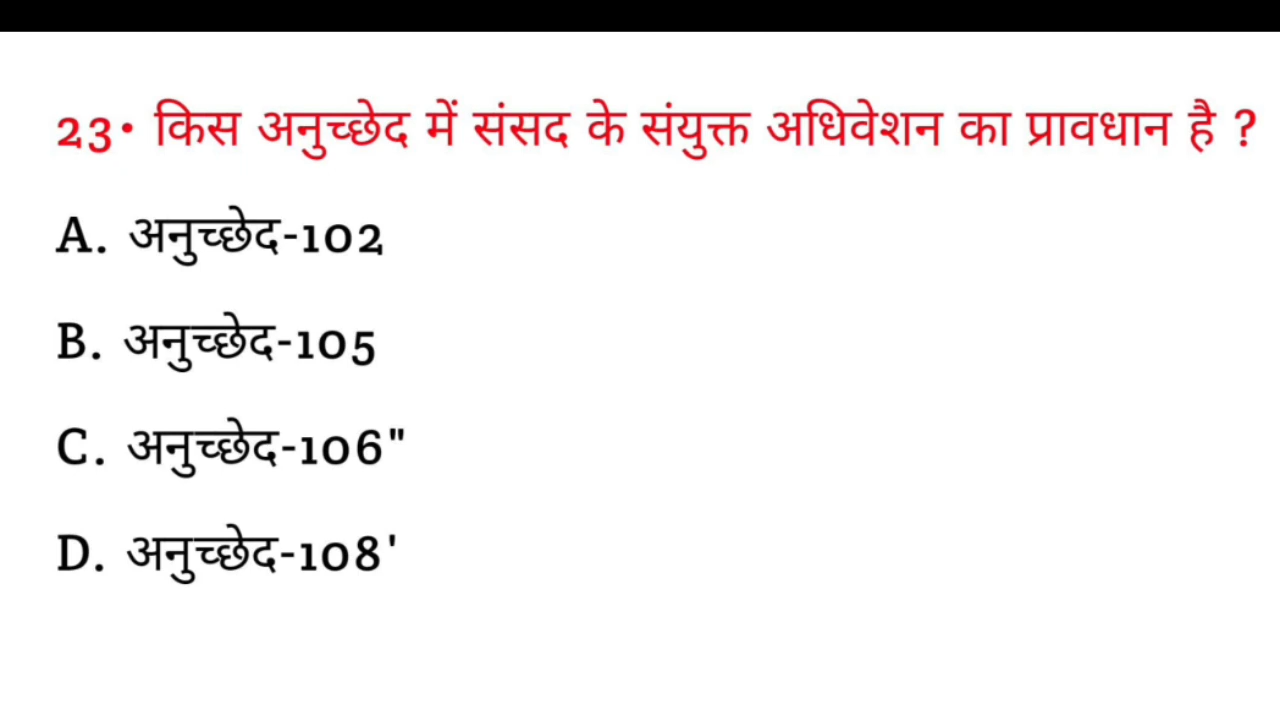 23• किस अनुच्छेद में संसद के संयुक्त अधिवेशन का प्रावधान है ?
A. अनुच्छेद-102
B. अनुच्छेद-105
C. अनुच्छेद-106"
D. अनुच्छेद-108'